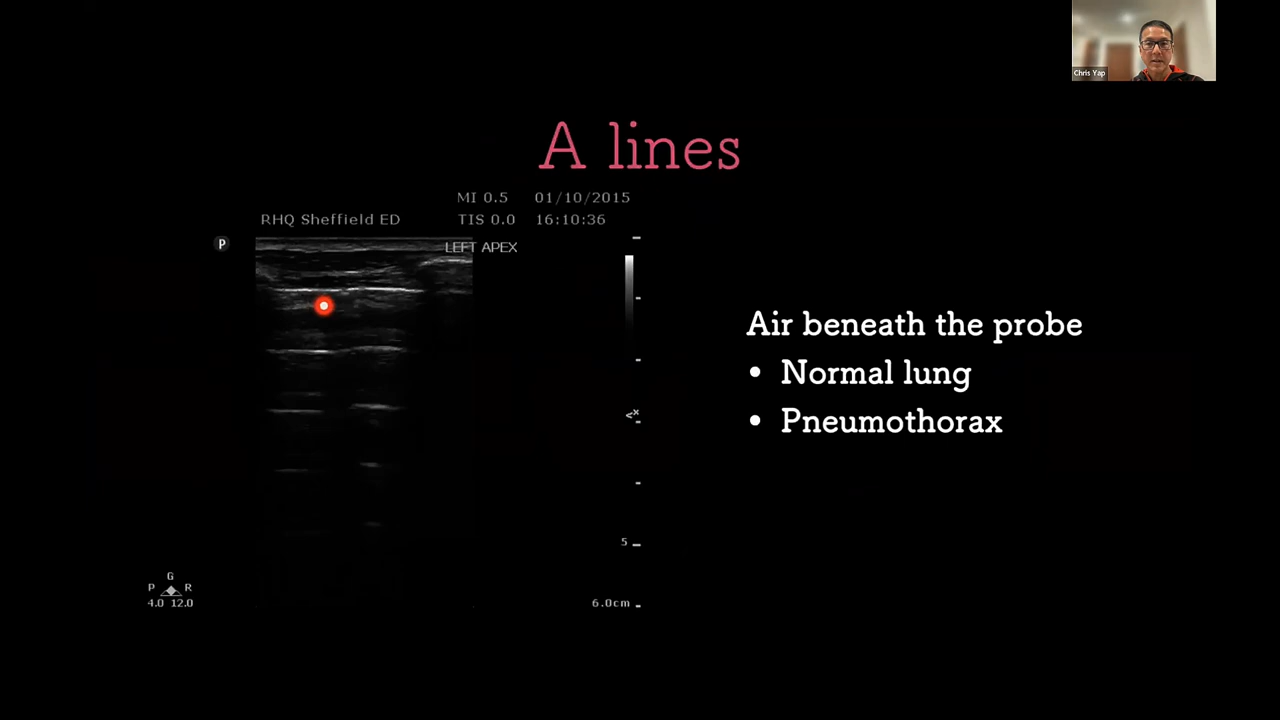 Chris Yap
A lines
MI 0.5 01/10/2015
RHQ Sheffield ED TIS 0.0 16:10:36
P
LEFT APEX
Air beneath the probe
• Normal lung
• Pneumothorax
<x
5
G
P R
4.0 12.0
6.0cm